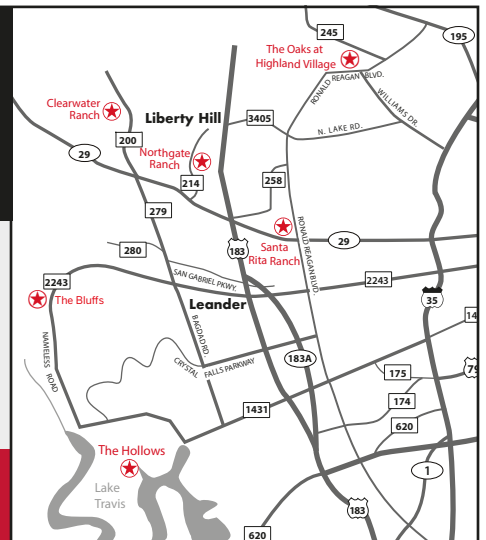 245
195
The Oaks at
Highland Village
RONALD REAGAN BLVD.
WILLIAMS DR.
Clearwater
Ranch
Liberty Hill
3405
N. LAKE RD.
200
29
Northgate
Ranch
214
258
279
RONALD REAGAN BLVD.
Santa
Rita Ranch
29
183
280
SAN GABRIEL PKWY.
2243
2243
The Bluffs
Leander
35
BAGDAD RD.
NAMELESS ROAD
CRYSTAL FALLS PARKWAY
183A
175
174
1431
620
The Hollows
1
Lake
Travis
183
620